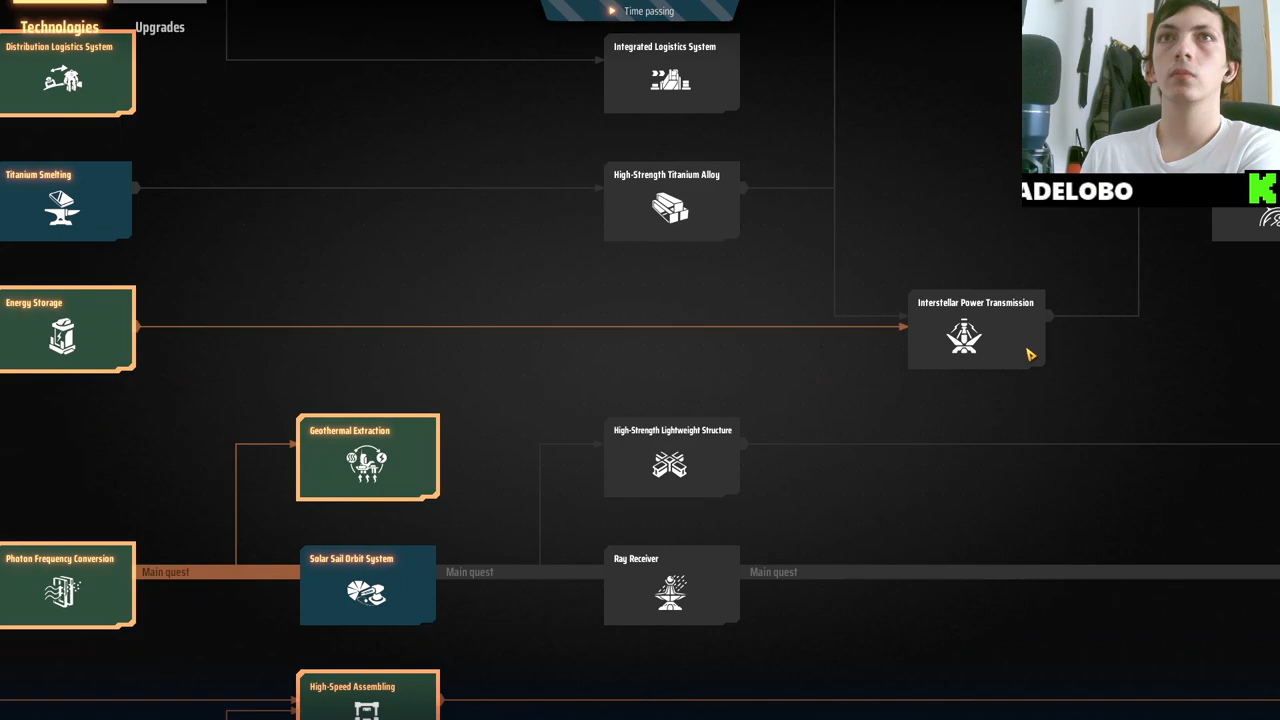 Time passing
Technologies
Upgrades
Distribution Logistics System
Integrated Logistics System
Titanium Smelting
High-Strength Titanium Alloy
ADELOBO
Energy Storage
Interstellar Power Transmission
Geothermal Extraction
High-Strength Lightweight Structure
Photon Frequency Conversion
Main quest
Solar Sail Orbit System
Main quest
Ray Receiver
Main quest
High-Speed Assembling